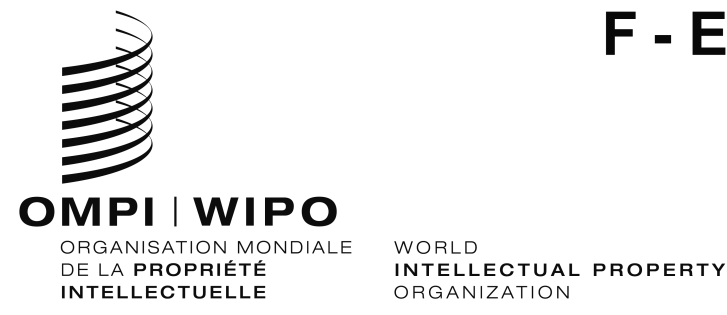 F - E
OMPI | WIPO
ORGANISATION MONDIALE
DE LA PROPRIÉTÉ
INTELLECTUELLE
WORLD
INTELLECTUAL PROPERTY
ORGANIZATION